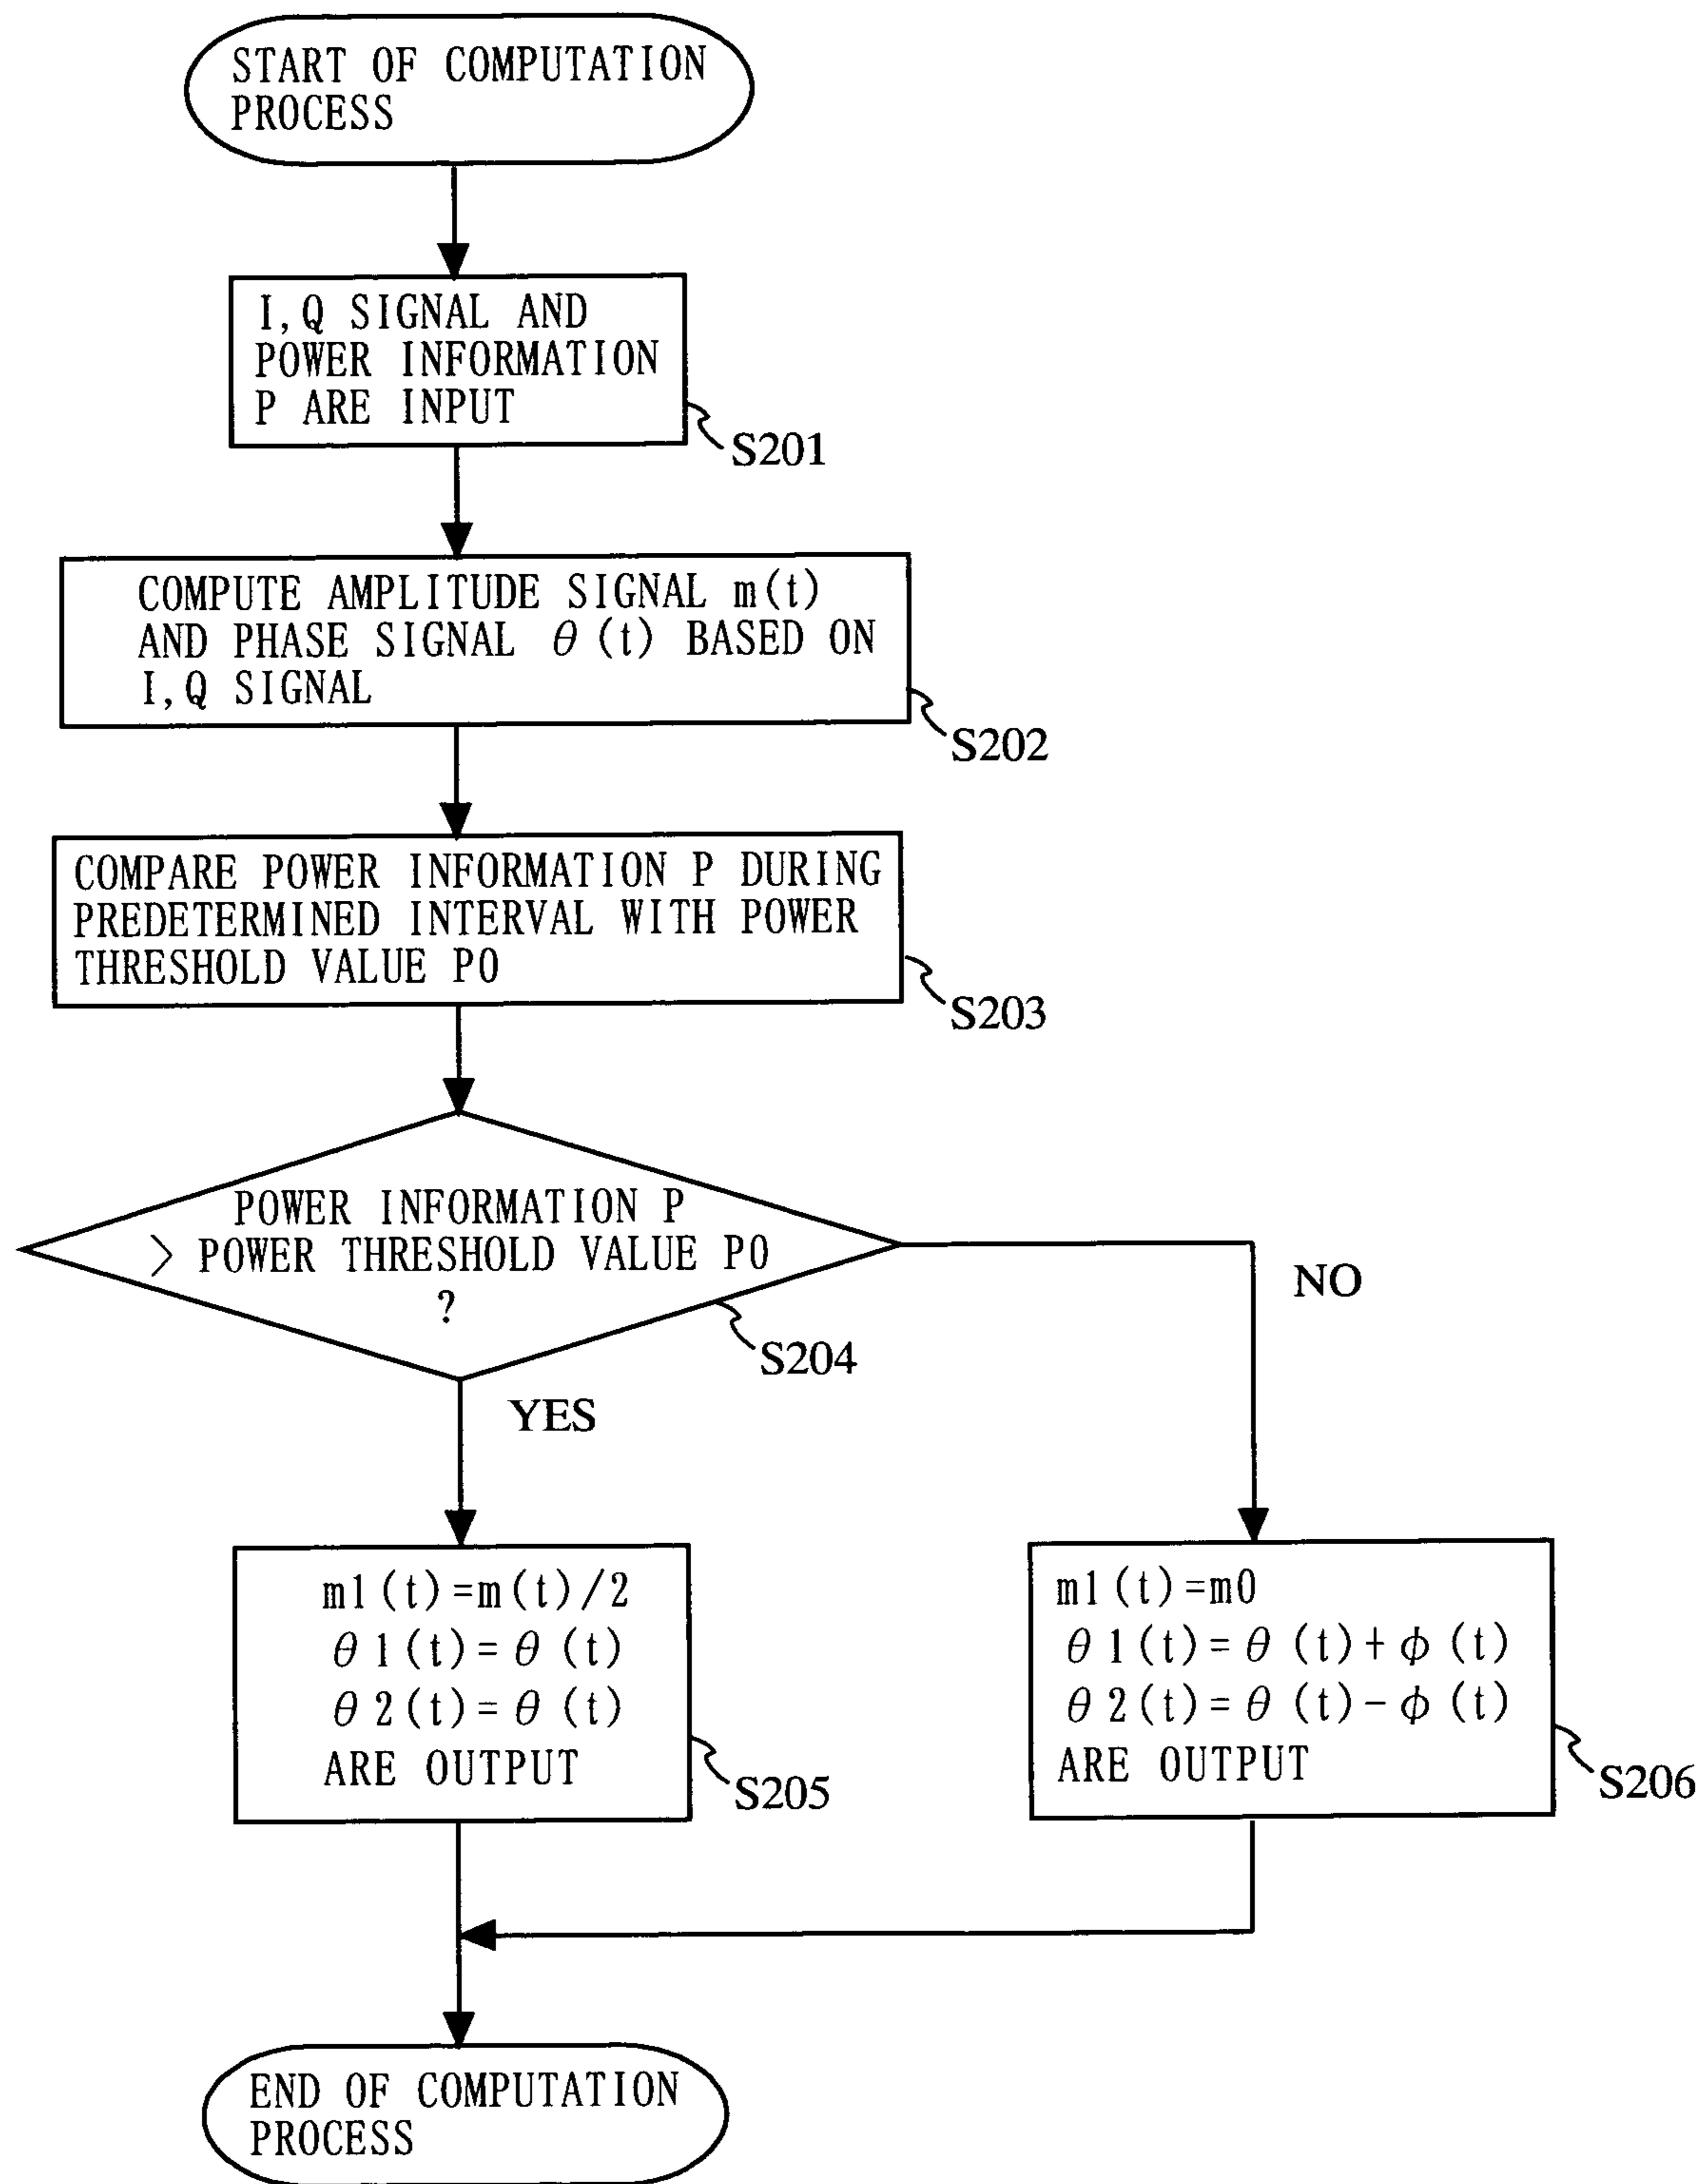 START OF COMPUTATION
PROCESS
I,Q SIGNAL AND
POWER INFORMATION
P ARE INPUT
S201
COMPUTE AMPLITUDE SIGNAL m(t)
AND PHASE SIGNAL θ(t) BASED ON
I,Q SIGNAL
S202
COMPARE POWER INFORMATION P DURING
PREDETERMINED INTERVAL WITH POWER
THRESHOLD VALUE P0
S203
POWER INFORMATION P
> POWER THRESHOLD VALUE P0
?
S204
NO
YES
m1(t)=m(t)/2
θ1(t)=θ(t)
θ2(t)=θ(t)
ARE OUTPUT
S205
m1(t)=m0
θ1(t)=θ(t)+φ(t)
θ2(t)=θ(t)-φ(t)
ARE OUTPUT
S206
END OF COMPUTATION
PROCESS